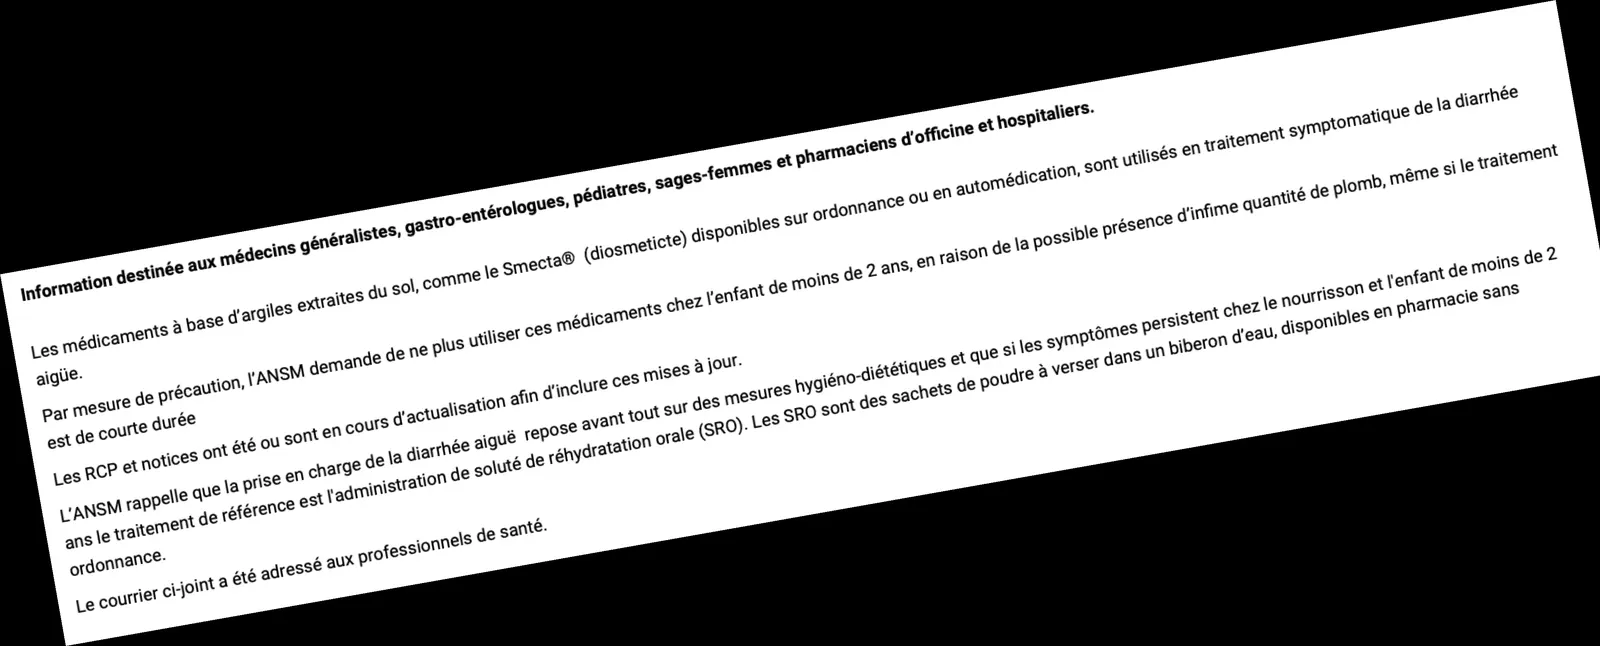 Information destinée aux médecins généralistes, gastro-entérologues, pédiatres, sages-femmes et pharmaciens d’officine et hospitaliers.
Les médicaments à base d’argiles extraites du sol, comme le Smecta® (diosmeticte) disponibles sur ordonnance ou en automédication, sont utilisés en traitement symptomatique de la diarrhée
aigüe.
Par mesure de précaution, l’ANSM demande de ne plus utiliser ces médicaments chez l’enfant de moins de 2 ans, en raison de la possible présence d’infime quantité de plomb, même si le traitement
est de courte durée
Les RCP et notices ont été ou sont en cours d’actualisation afin d’inclure ces mises à jour.
L’ANSM rappelle que la prise en charge de la diarrhée aiguë repose avant tout sur des mesures hygiéno-diététiques et que si les symptômes persistent chez le nourrisson et l'enfant de moins de 2
ans le traitement de référence est l'administration de soluté de réhydratation orale (SRO). Les SRO sont des sachets de poudre à verser dans un biberon d’eau, disponibles en pharmacie sans
ordonnance.
Le courrier ci-joint a été adressé aux professionnels de santé.